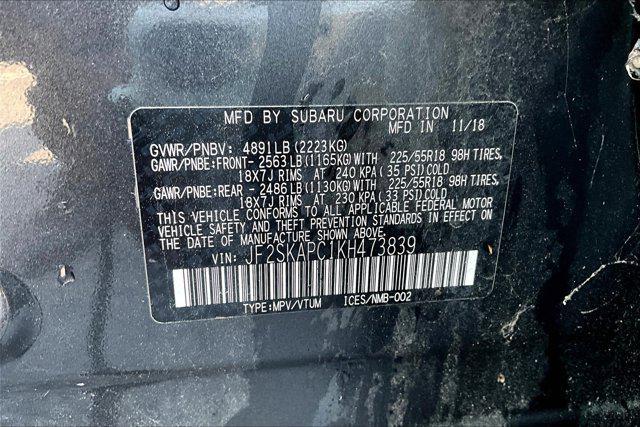 MFD BY SUBARU CORPORATION
MFD IN 11/18
GVWR/PNBV: 4891LB(2223KG)
GAWR/PNBE:FRONT- 2563LB(1165KG)WITH 225/55R18 98H TIRES,
18X7J RIMS AT 240 KPA(35 PSI)COLD
GAWR/PNBE:REAR - 2486LB(1130KG)WITH 225/55R18 98H TIRES,
18X7J RIMS AT 230 KPA(33 PSI)COLD
THIS VEHICLE CONFORMS TO ALL APPLICABLE FEDERAL MOTOR
VEHICLE SAFETY AND THEFT PREVENTION STANDARDS IN EFFECT ON
THE DATE OF MANUFACTURE SHOWN ABOVE.
VIN: JF2SKAPC1KH473839
TYPE:MPV/VTUM ICES/NMB-002